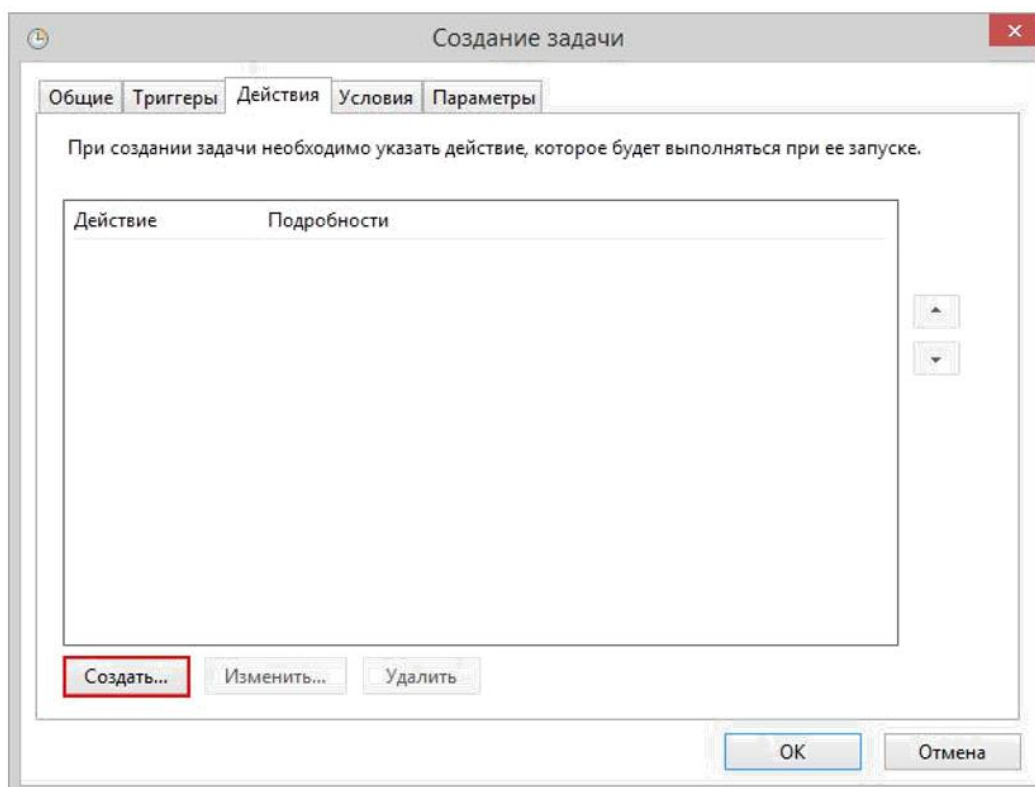 Создание задачи
Общие Триггеры Действия Условия Параметры
При создании задачи необходимо указать действие, которое будет выполняться при ее запуске.
Действие Подробности
Создать... Изменить... Удалить
ОК Отмена